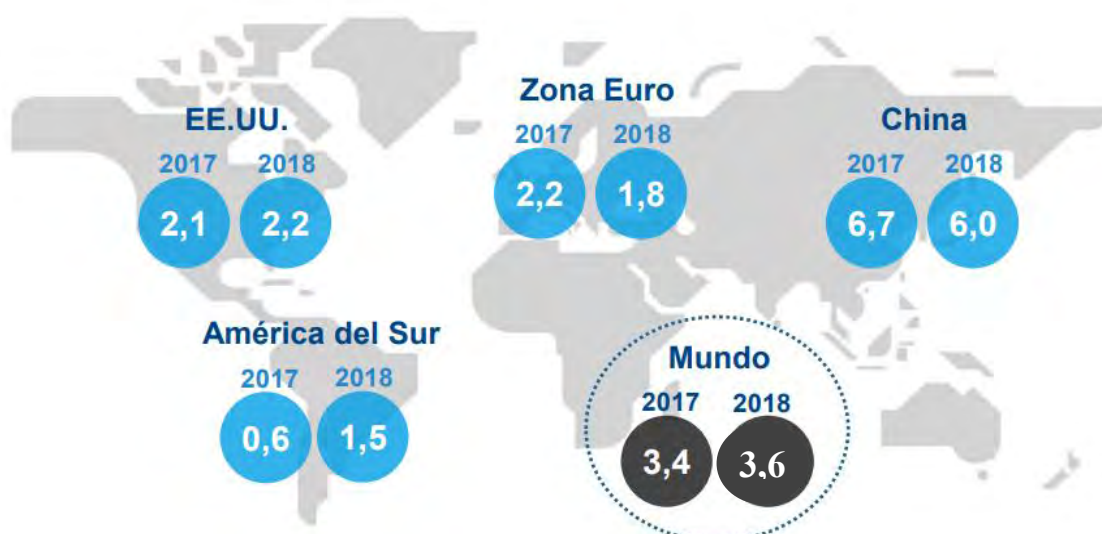 EE.UU.
2017 2018
2,1 2,2
Zona Euro
2017 2018
2,2 1,8
China
2017 2018
6,7 6,0
América del Sur
2017 2018
0,6 1,5
Mundo
2017 2018
3,4 3,6